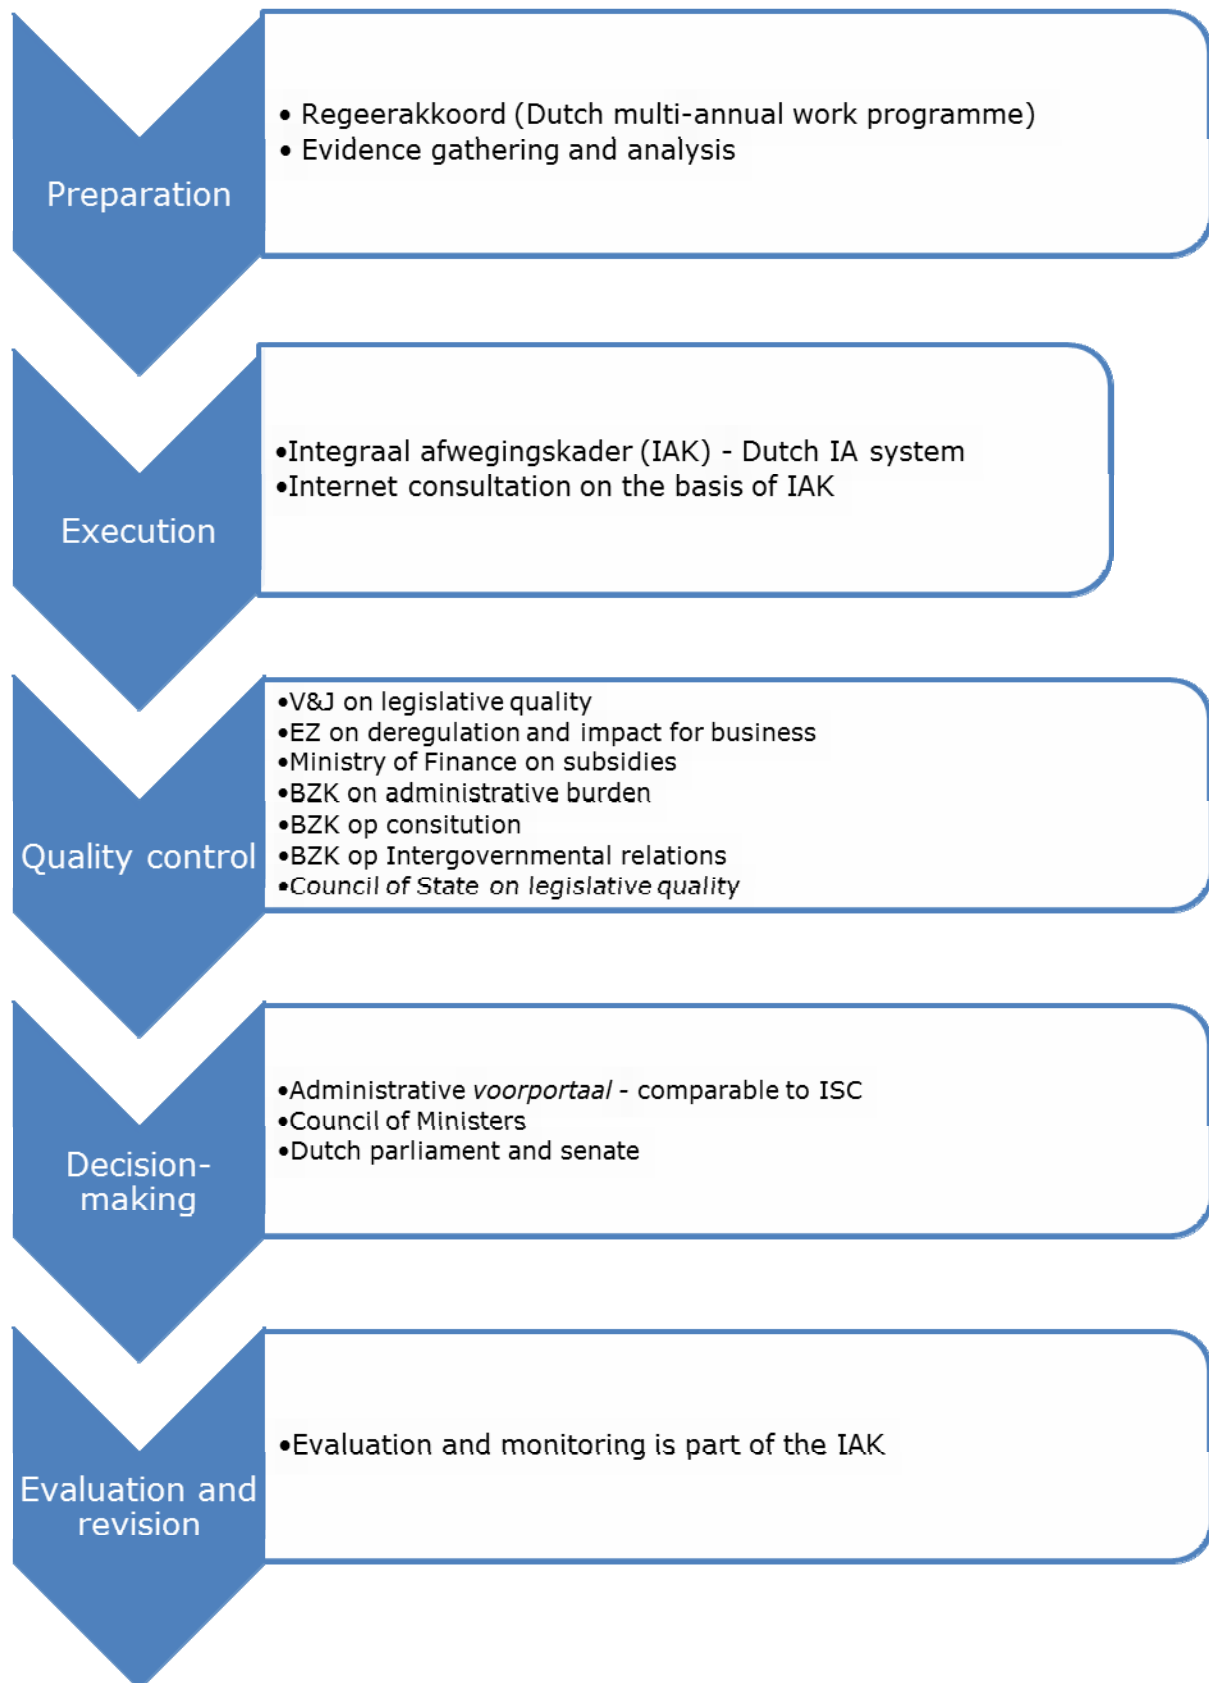 Preparation
• Regeerakkoord (Dutch multi-annual work programme)
• Evidence gathering and analysis
Execution
•Integraal afwegingskader (IAK) - Dutch IA system
•Internet consultation on the basis of IAK
Quality control
•V&J on legislative quality
•EZ on deregulation and impact for business
•Ministry of Finance on subsidies
•BZK on administrative burden
•BZK op consitution
•BZK op Intergovernmental relations
•Council of State on legislative quality
Decision-
making
•Administrative voorportaal - comparable to ISC
•Council of Ministers
•Dutch parliament and senate
Evaluation and
revision
•Evaluation and monitoring is part of the IAK